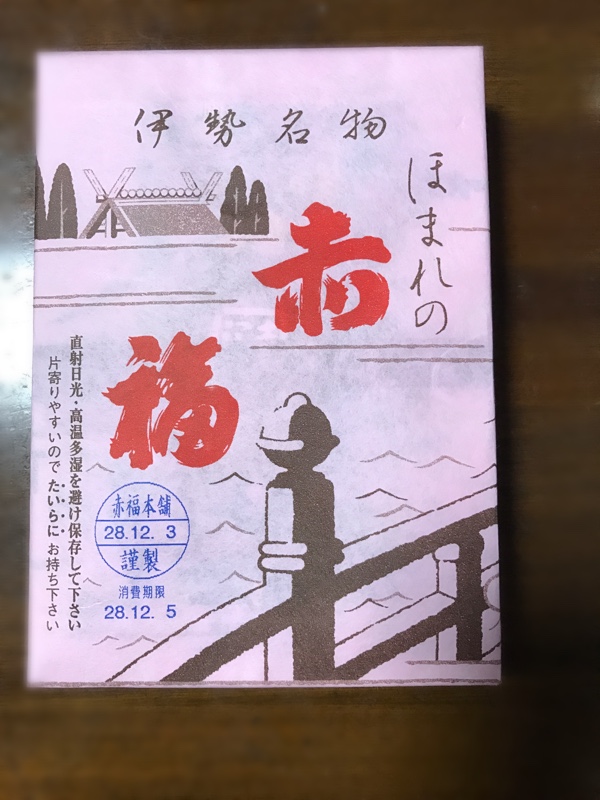 伊勢名物
ほまれの
赤
福
直射日光・高温多湿を避け保存して下さい
片寄りやすいので たいらに お持ち下さい
赤福本舗
28.12. 3
謹製
消費期限
28.12. 5